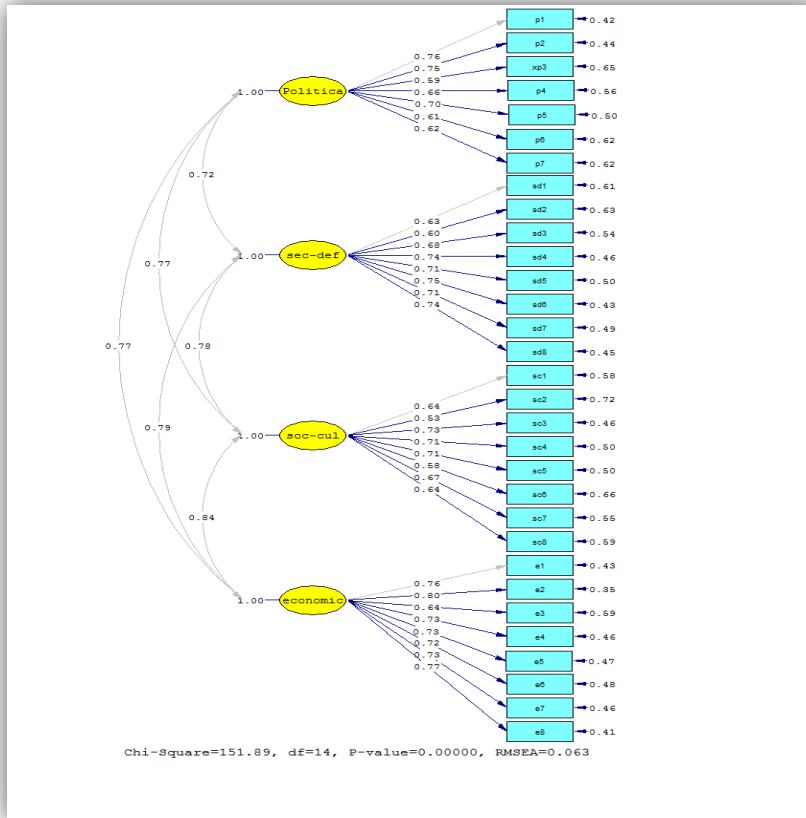 p1 0.42
0.76
p2 0.44
0.75
xp3 0.65
0.59
1.00 Politica
0.66
p4 0.56
0.70
p5 0.50
0.61
0.62
p6 0.62
p7 0.62
0.72
sd1 0.61
0.63
sd2 0.63
0.60
sd3 0.54
0.68
1.00 sec-def
0.74
sd4 0.46
0.71
0.77
sd5 0.50
0.75
0.71
sd6 0.43
0.74
sd7 0.49
0.77
0.78
sd8 0.45
sc1 0.58
sc2 0.72
0.64
0.53
sc3 0.46
0.79
0.73
1.00 soc-cul
0.71
sc4 0.50
0.71
sc5 0.50
0.58
0.67
0.64
sc6 0.66
0.84
sc7 0.55
sc8 0.59
e1 0.43
0.76
e2 0.35
0.80
1.00 economic
0.64
e3 0.59
0.73
0.73
e4 0.46
0.72
0.73
e5 0.47
0.77
e6 0.48
e7 0.46
e8 0.41
Chi-Square=151.89, df=14, P-value=0.00000, RMSEA=0.063